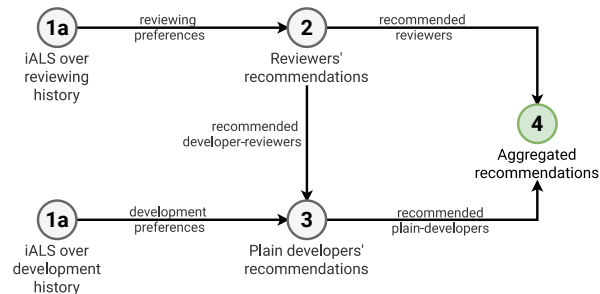 1a
reviewing
preferences
2
recommended
reviewers
iALS over
reviewing
history
Reviewers'
recommendations
4
Aggregated
recommendations
recommended
developer-reviewers
1a
development
preferences
3
recommended
plain-developers
iALS over
development
history
Plain developers'
recommendations